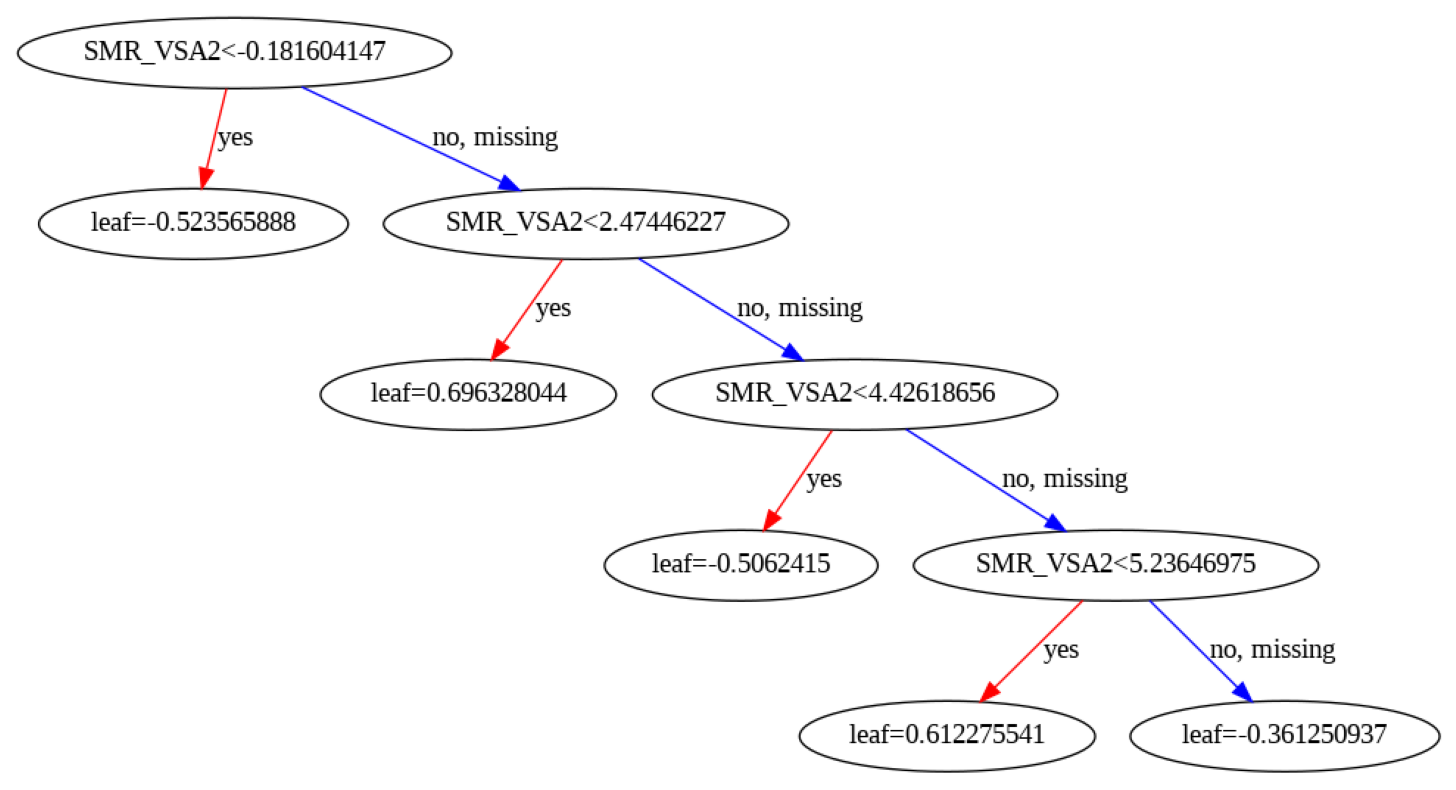 SMR_VSA2<-0.181604147
yes
no, missing
leaf=-0.523565888
SMR_VSA2<2.47446227
yes
no, missing
leaf=0.696328044
SMR_VSA2<4.42618656
yes
no, missing
leaf=-0.5062415
SMR_VSA2<5.23646975
yes
no, missing
leaf=0.612275541
leaf=-0.361250937